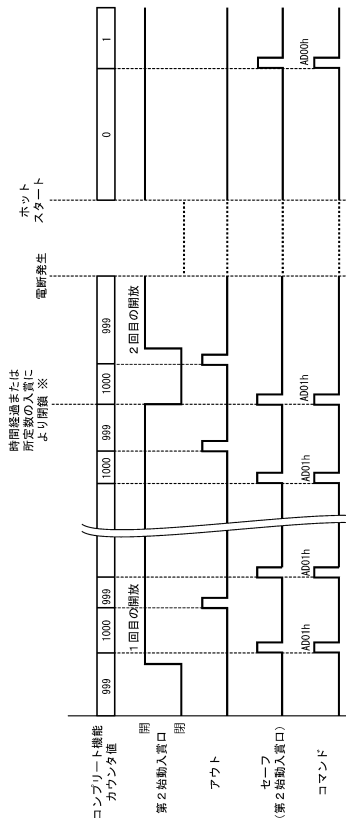 時間経過または
所定数の入賞に
より閉鎖 ※
電断発生
ホット
スタート
コンプリート機能
カウンタ値
999
1000
999
1000
999
1000
999
0
1
第２始動入賞口
開
閉
1回目の開放
2回目の開放
アウト
セーフ
(第２始動入賞口)
コマンド
AD01h
AD01h
AD01h
AD01h
AD00h